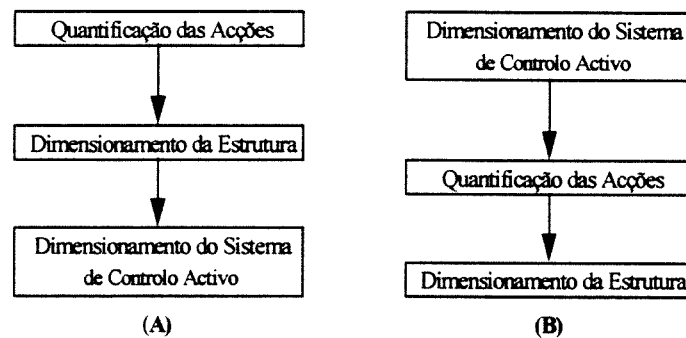 Quantificação das Acções
Dimensionamento da Estrutura
Dimensionamento do Sistema
de Controlo Activo
(A)
Dimensionamento do Sistema
de Controlo Activo
Quantificação das Acções
Dimensionamento da Estrutura
(B)